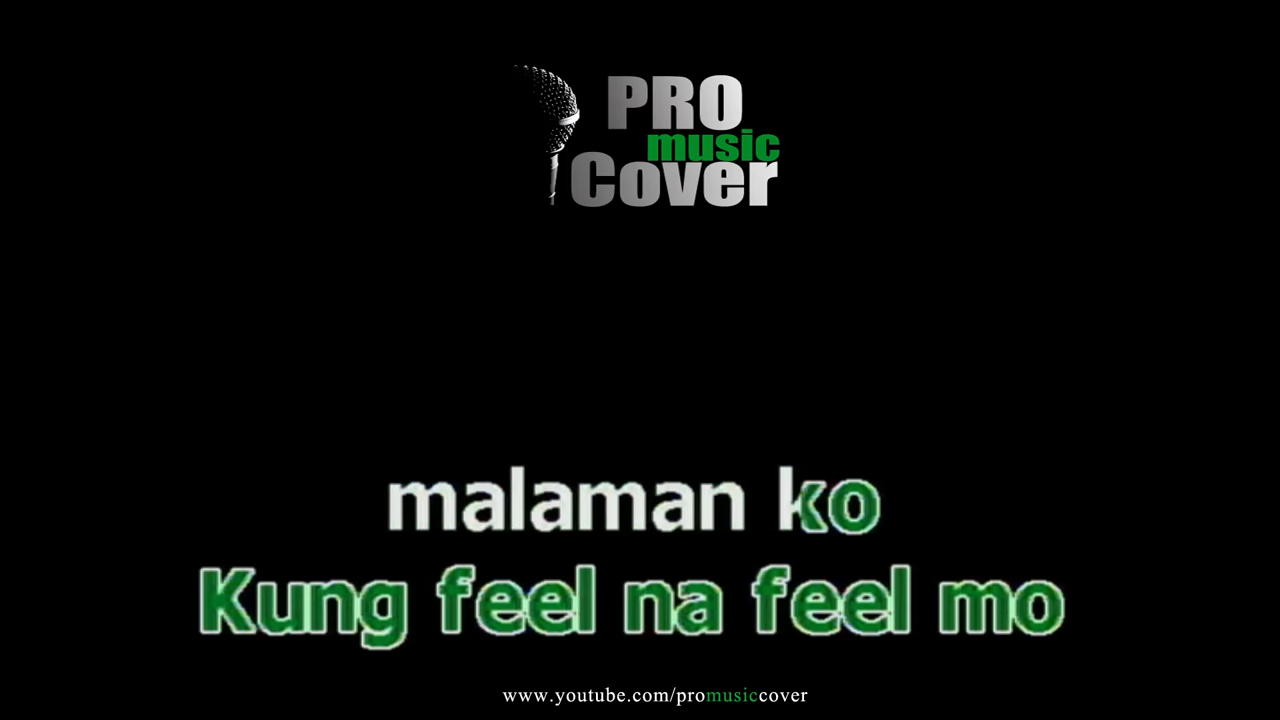 PRO
music
Cover
malaman ko
Kung feel na feel mo
www.youtube.com/promusiccover